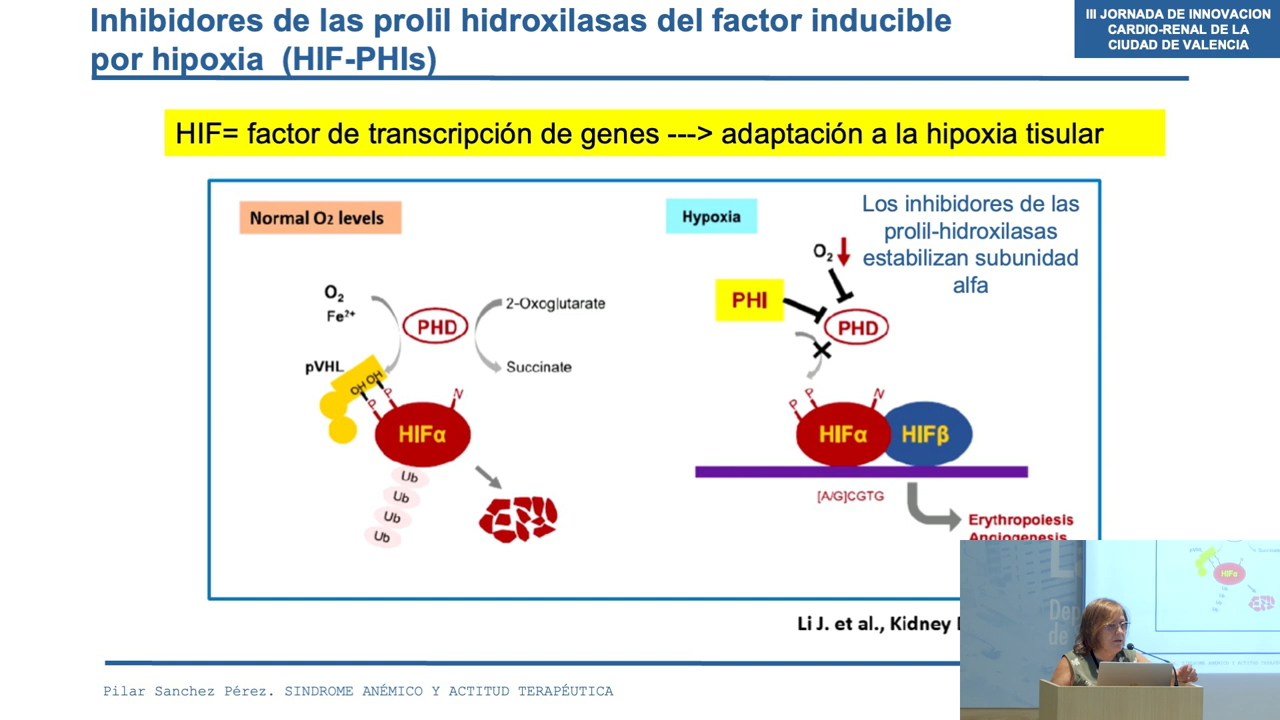 Inhibidores de las prolil hidroxilasas del factor inducible
por hipoxia (HIF-PHIs)
III JORNADA DE INNOVACION
CARDIO-RENAL DE LA
CIUDAD DE VALENCIA
HIF= factor de transcripción de genes ---> adaptación a la hipoxia tisular
Normal O2 levels
O2
Fe2+
PHD
2-Oxoglutarate
Succinate
pVHL
OH OH
P P N
HIFα
Ub
Ub
Ub
Ub
Hypoxia
Los inhibidores de las
prolil-hidroxilasas
estabilizan subunidad
alfa
O2
PHI
PHD
P P N
HIFα HIFβ
[A/G]CGTG
Erythropoiesis
Angiogenesis
Li J. et al., Kidney
Pilar Sanchez Pérez. SINDROME ANÉMICO Y ACTITUD TERAPÉUTICA
HIFα